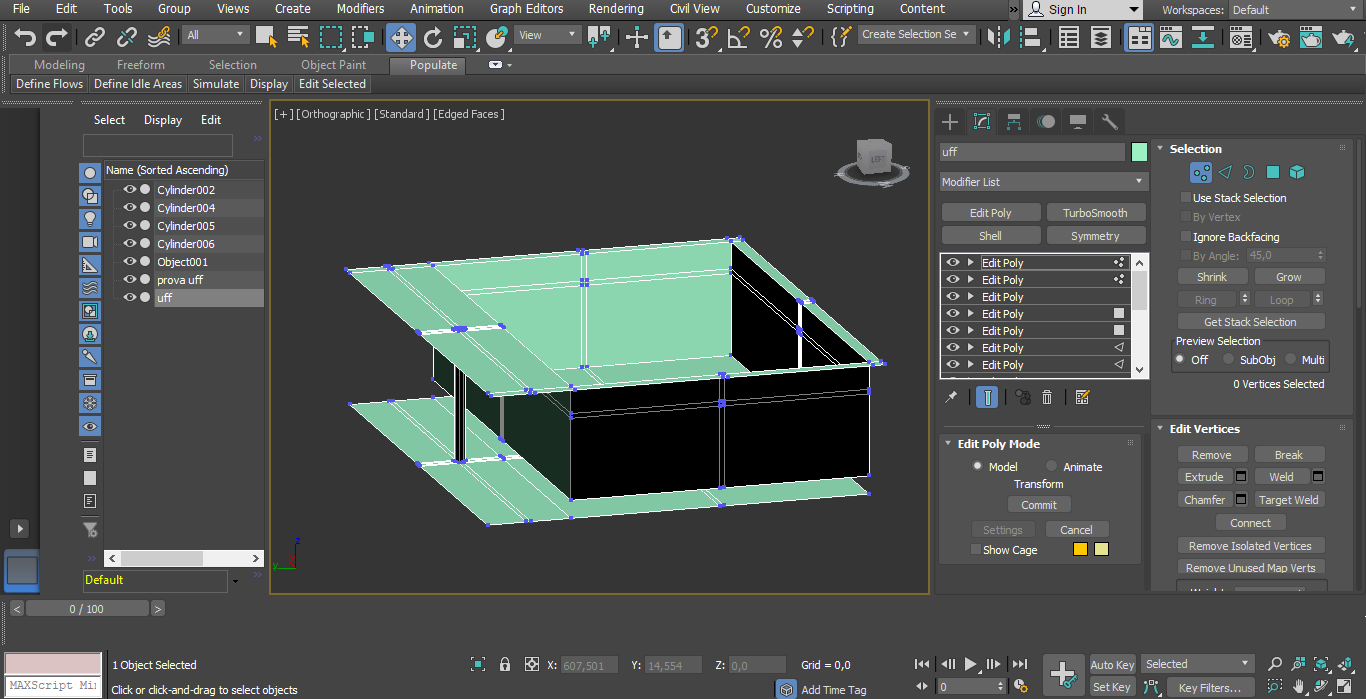 File Edit Tools Group Views Create Modifiers Animation Graph Editors Rendering Civil View Customize Scripting Content » Sign In Workspaces: Default
All View Create Selection Se
Modeling Freeform Selection Object Paint Populate
Define Flows Define Idle Areas Simulate Display Edit Selected
Select Display Edit
Name (Sorted Ascending)
Cylinder002
Cylinder004
Cylinder005
Cylinder006
Object001
prova uff
uff
Default
[+] [Orthographic] [Standard] [Edged Faces]
LEFT
z
y
uff
Modifier List
Edit Poly TurboSmooth
Shell Symmetry
Edit Poly
Edit Poly
Edit Poly
Edit Poly
Edit Poly
Edit Poly
Edit Poly
Edit Poly Mode
Model Animate
Transform
Commit
Settings Cancel
Show Cage
Selection
Use Stack Selection
By Vertex
Ignore Backfacing
By Angle: 45,0
Shrink Grow
Ring Loop
Get Stack Selection
Preview Selection
Off SubObj Multi
0 Vertices Selected
Edit Vertices
Remove Break
Extrude Weld
Chamfer Target Weld
Connect
Remove Isolated Vertices
Remove Unused Map Verts
< 0 / 100 >
1 Object Selected X: 607,501 Y: 14,554 Z: 0,0 Grid = 0,0 Auto Key Selected
MAXScript Mi
Click or click-and-drag to select objects Add Time Tag 0 Set Key Key Filters...